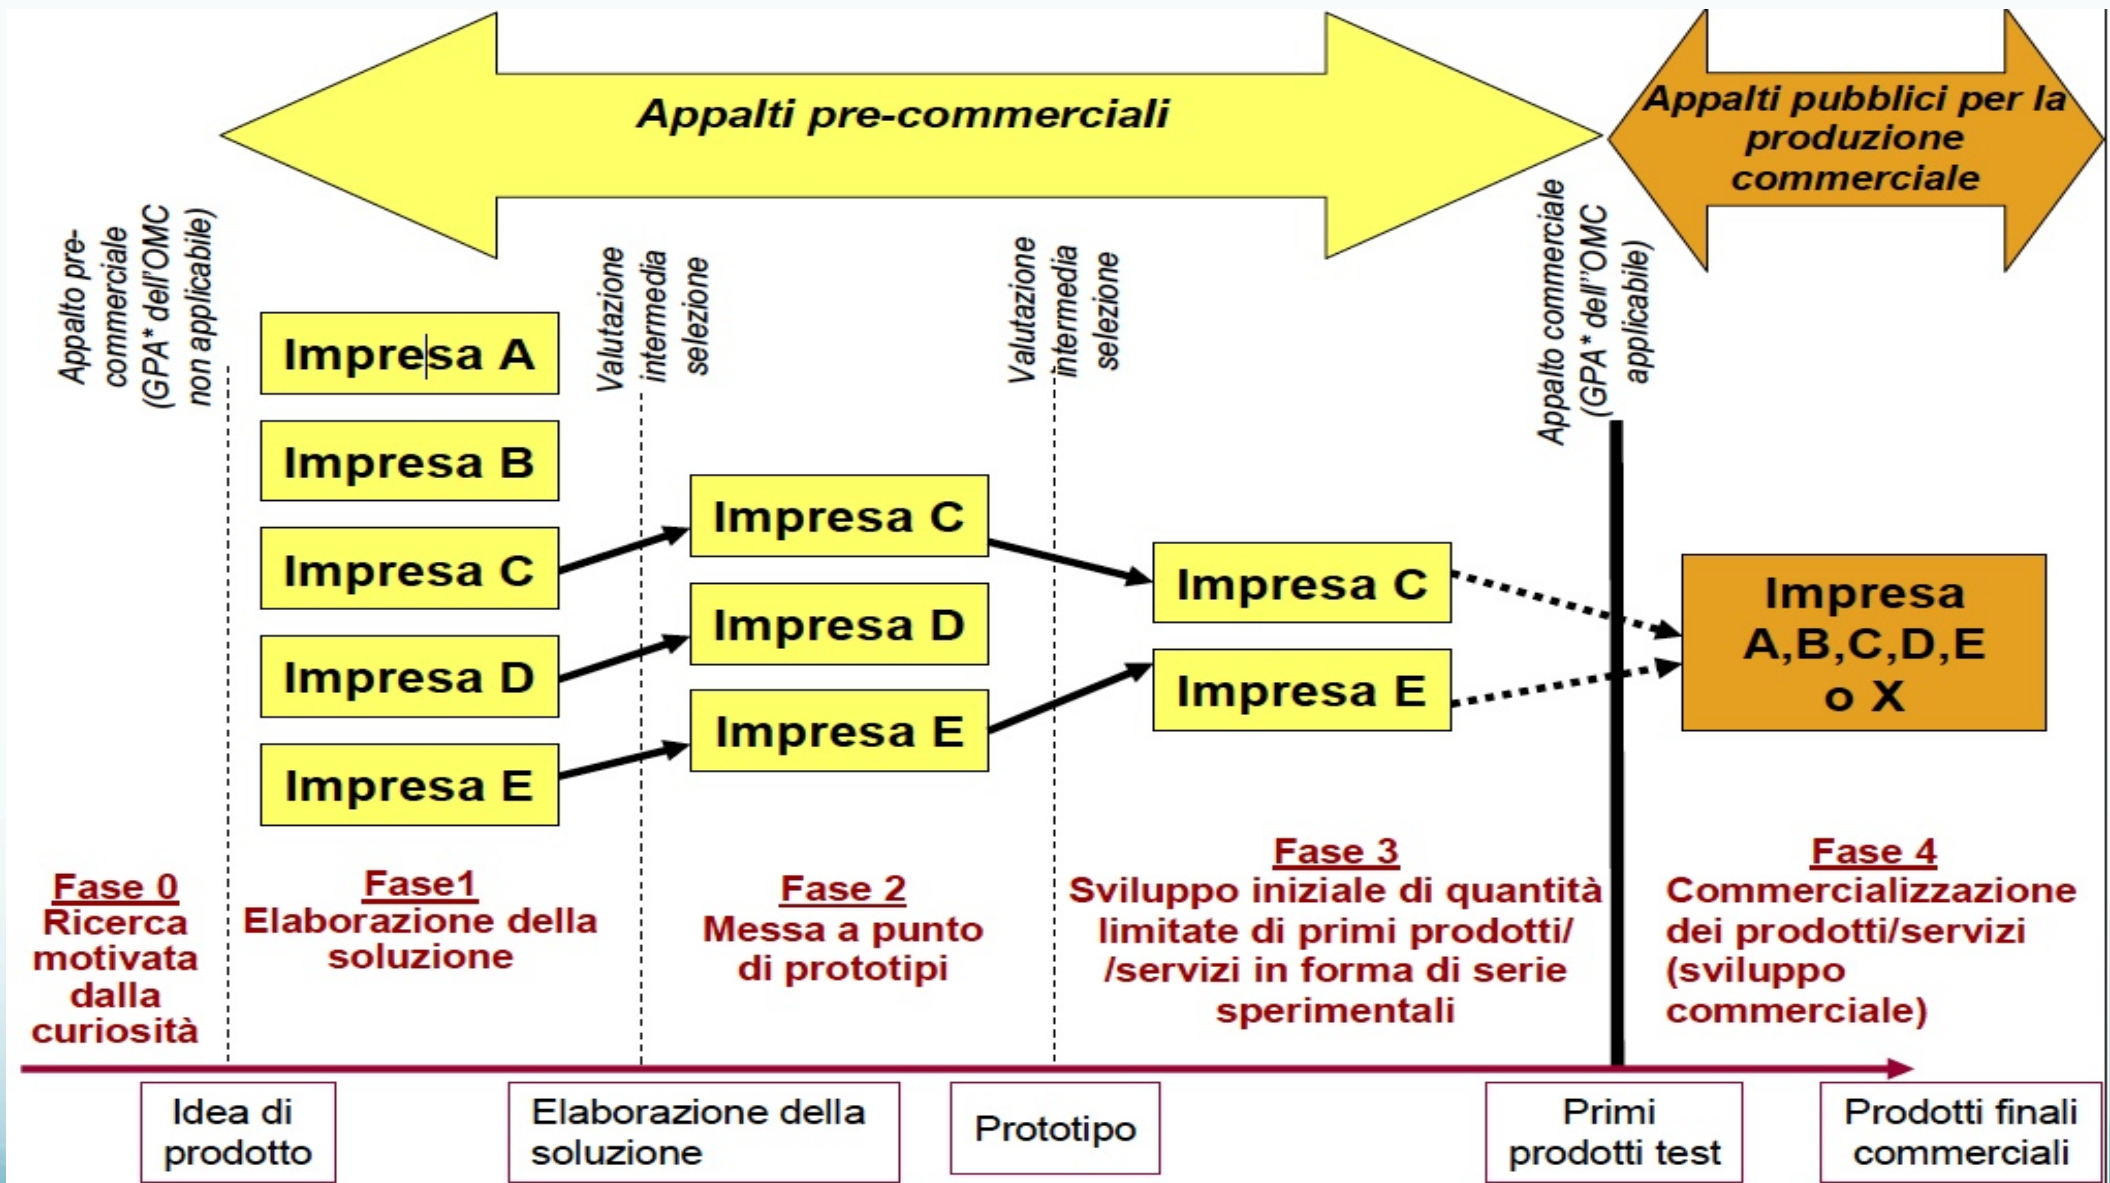 Appalti pre-commerciali
Appalti pubblici per la
produzione
commerciale
Appalto pre-
commerciale
(GPA* dell'OMC
non applicabile)
Valutazione
intermedia
selezione
Valutazione
intermedia
selezione
Appalto commerciale
(GPA* dell''OMC
applicabile)
Impresa A
Impresa B
Impresa C
Impresa D
Impresa E
Impresa C
Impresa D
Impresa E
Impresa C
Impresa E
Impresa
A,B,C,D,E
o X
Fase 0
Ricerca
motivata
dalla
curiosità
Fase1
Elaborazione della
soluzione
Fase 2
Messa a punto
di prototipi
Fase 3
Sviluppo iniziale di quantità
limitate di primi prodotti/
/servizi in forma di serie
sperimentali
Fase 4
Commercializzazione
dei prodotti/servizi
(sviluppo
commerciale)
Idea di
prodotto
Elaborazione della
soluzione
Prototipo
Primi
prodotti test
Prodotti finali
commerciali